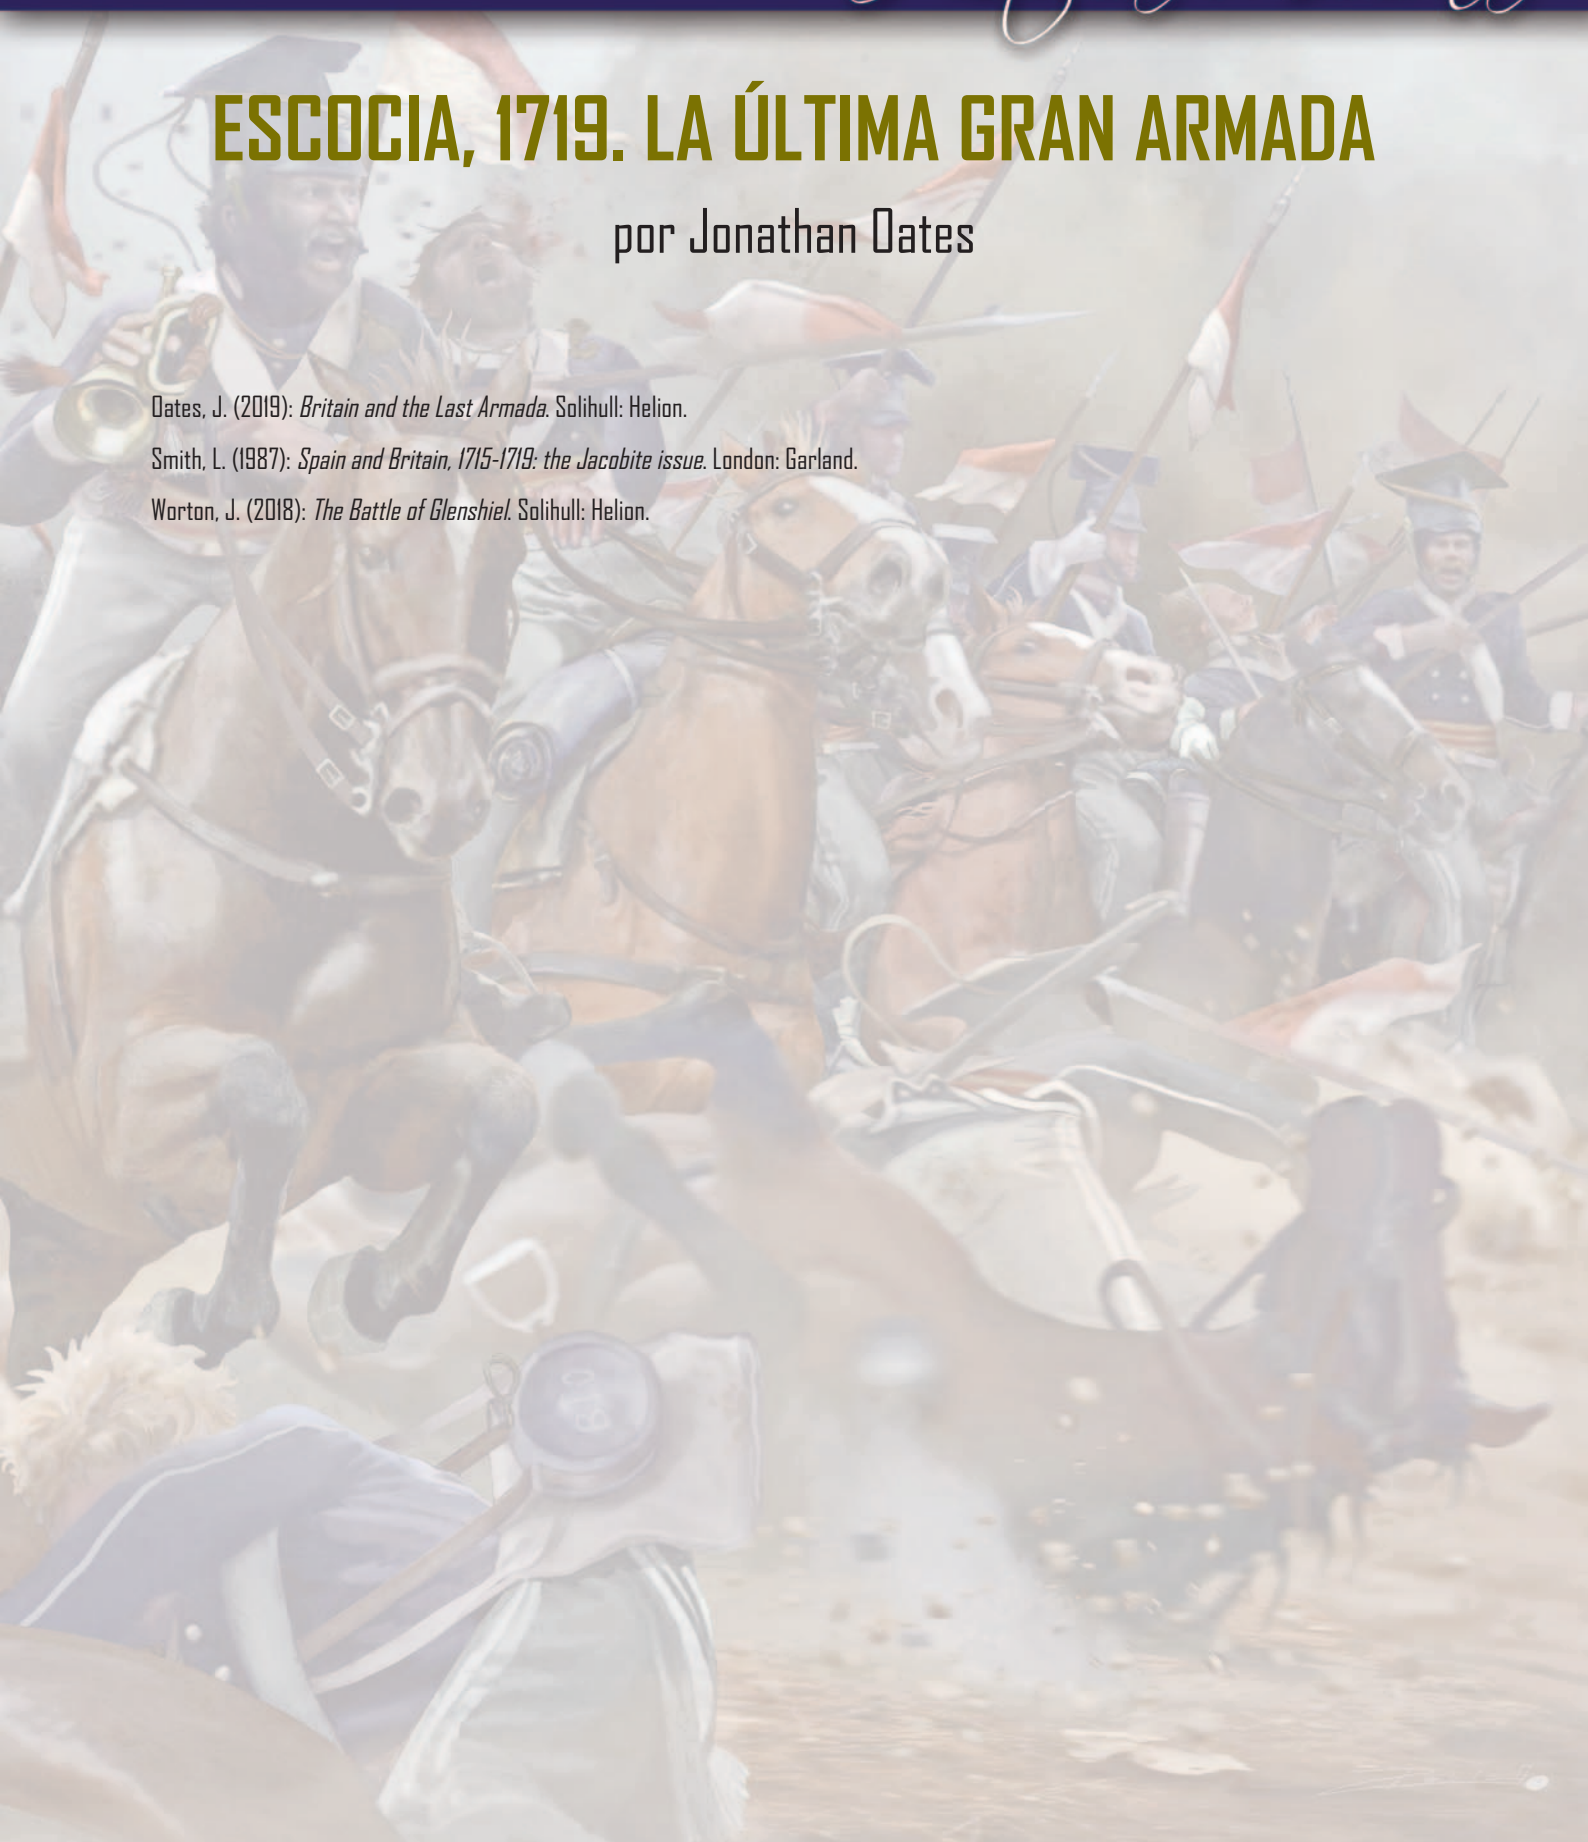 ESCOCIA, 1719. LA ÚLTIMA GRAN ARMADA
por Jonathan Oates
Oates, J. (2019): Britain and the Last Armada. Solihull: Helion.
Smith, L. (1987): Spain and Britain, 1715-1719: the Jacobite issue. London: Garland.
Worton, J. (2018): The Battle of Glenshiel. Solihull: Helion.